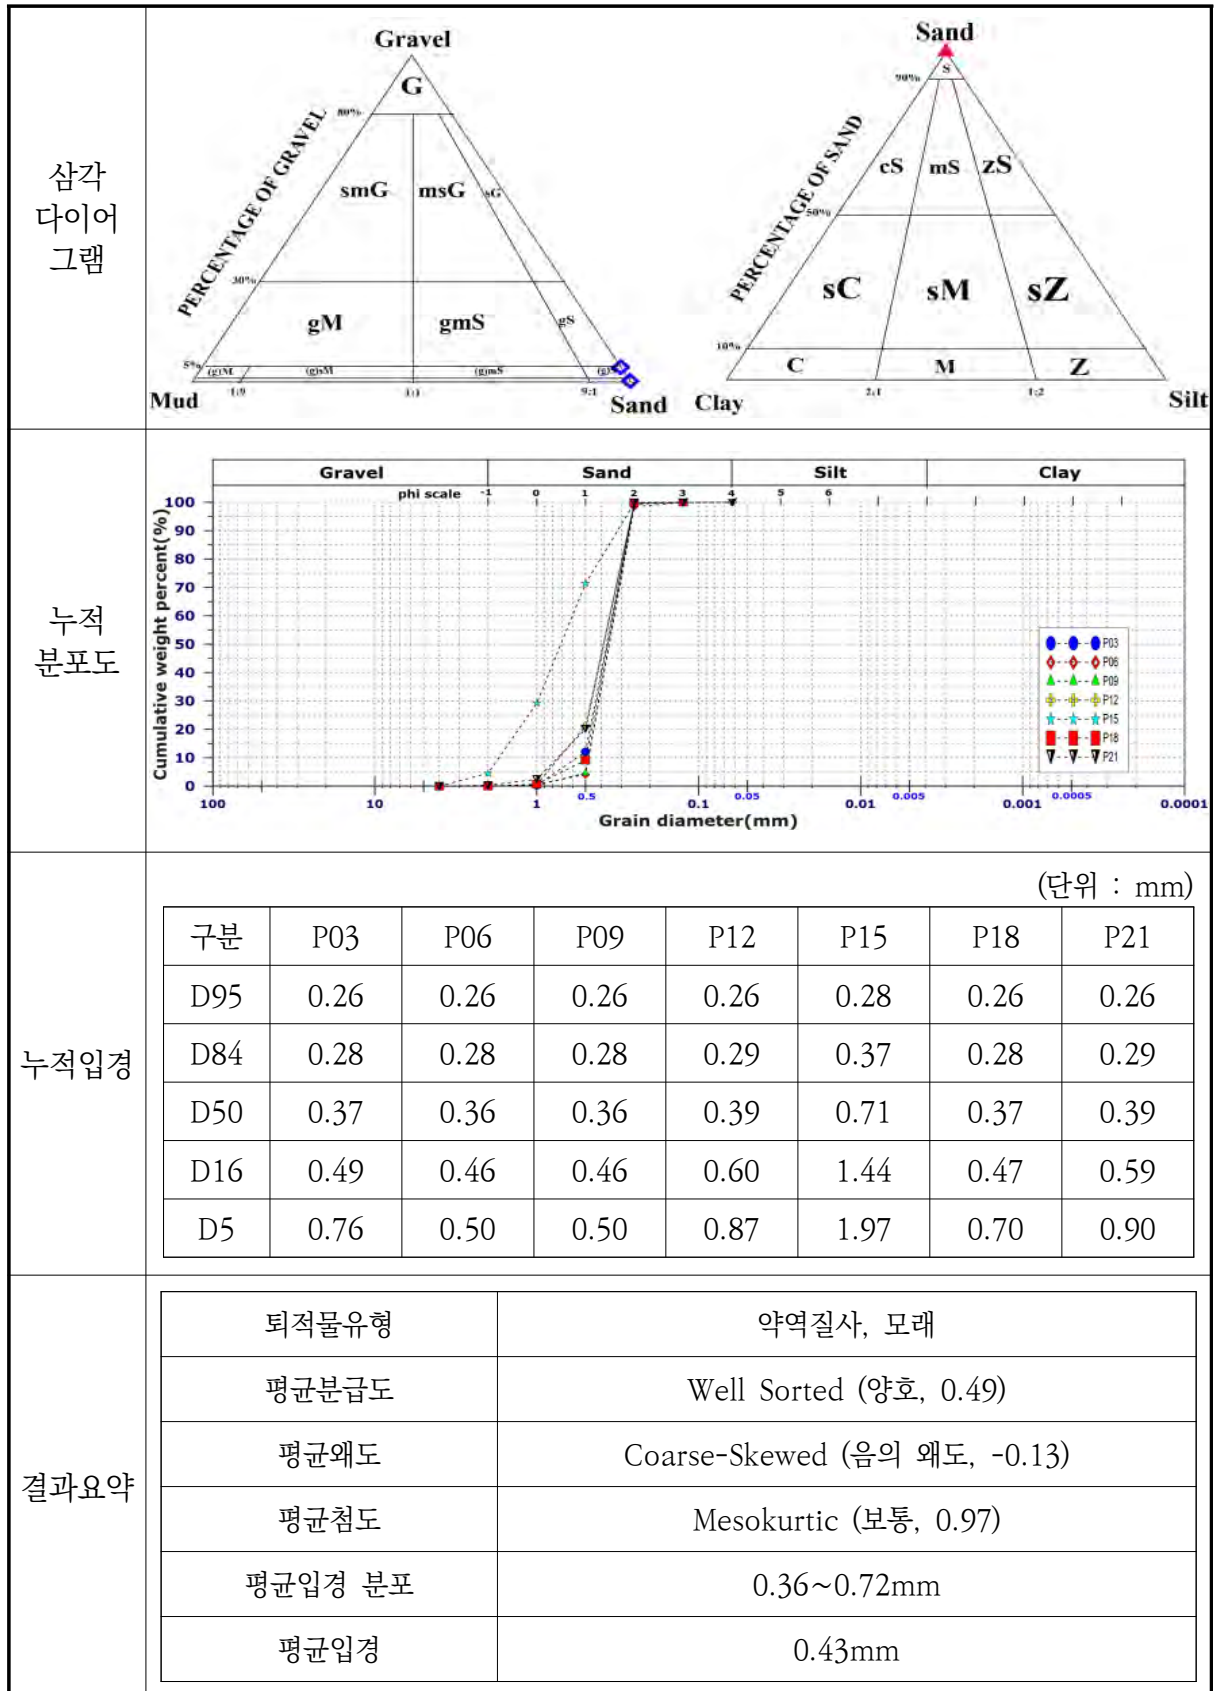 삼각
다이어
그램
Gravel
G
80%
PERCENTAGE OF GRAVEL
smG
msG
sG
30%
gM
gmS
gS
5%
(g)M
(g)sM
(g)mS
1:9
1:1
9:1
Mud
Sand
Sand
S
90%
PERCENTAGE OF SAND
cS
mS
zS
50%
sC
sM
sZ
10%
C
M
Z
2:1
1:2
Clay
Silt
누적
분포도
Gravel Sand Silt Clay
phi scale -1 0 1 2 3 4 5 6
Cumulative weight percent(%)
100
90
80
70
60
50
40
30
20
10
0
100 10 1 0.5 0.1 0.05 0.01 0.005 0.001 0.0005 0.0001
Grain diameter(mm)
P03
P06
P09
P12
P15
P18
P21
누적입경
(단위 : mm)
구분 P03 P06 P09 P12 P15 P18 P21
D95 0.26 0.26 0.26 0.26 0.28 0.26 0.26
D84 0.28 0.28 0.28 0.29 0.37 0.28 0.29
D50 0.37 0.36 0.36 0.39 0.71 0.37 0.39
D16 0.49 0.46 0.46 0.60 1.44 0.47 0.59
D5 0.76 0.50 0.50 0.87 1.97 0.70 0.90
결과요약
퇴적물유형 약역질사, 모래
평균분급도 Well Sorted (양호, 0.49)
평균왜도 Coarse-Skewed (음의 왜도, -0.13)
평균첨도 Mesokurtic (보통, 0.97)
평균입경 분포 0.36~0.72mm
평균입경 0.43mm